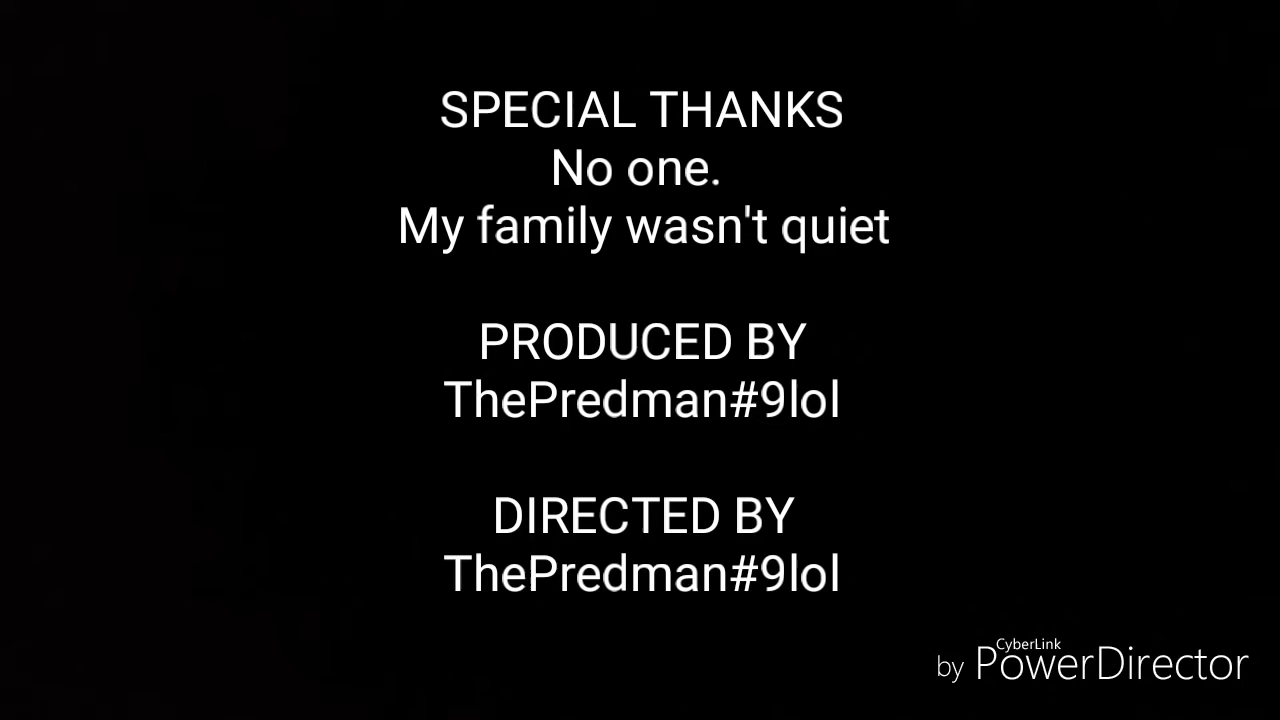 SPECIAL THANKS
No one.
My family wasn't quiet
PRODUCED BY
ThePredman#9lol
DIRECTED BY
ThePredman#9lol
CyberLink
by PowerDirector